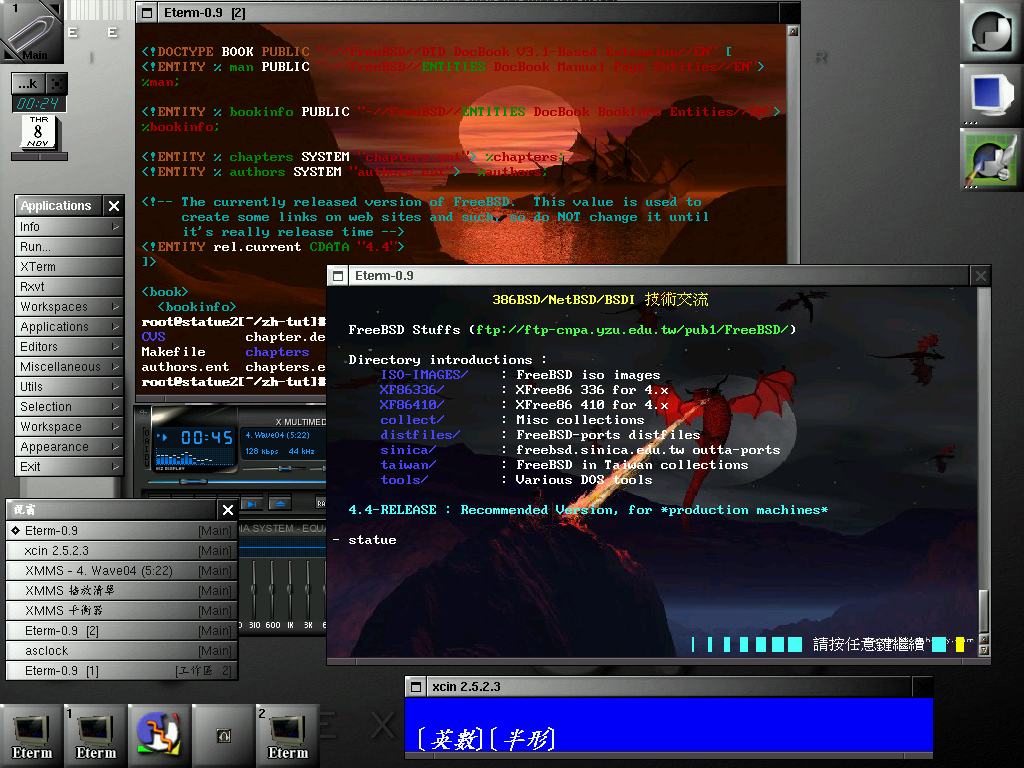 1
Main
...k
00:24
THR
8
NOV
Applications
Info
Run...
XTerm
Rxvt
Workspaces
Applications
Editors
Miscellaneous
Utils
Selection
Workspace
Appearance
Exit
Eterm-0.9 [2]
<!DOCTYPE BOOK PUBLIC "-//FreeBSD//DTD DocBook V3.1-Based Extension//EN" [
<!ENTITY % man PUBLIC "-//FreeBSD//ENTITIES DocBook Manual Page Entities//EN">
%man;
<!ENTITY % bookinfo PUBLIC "-//FreeBSD//ENTITIES DocBook BookInfo Entities//EN">
%bookinfo;
<!ENTITY % chapters SYSTEM "chapters.ent"> %chapters;
<!ENTITY % authors SYSTEM "authors.ent"> %authors;
<!-- The currently released version of FreeBSD. This value is used to
create some links on web sites and such, so do NOT change it until
it's really release time -->
<!ENTITY rel.current CDATA "4.4">
]>
<book>
<bookinfo>
root@statue2[~/zh-tut]#
CVS chapter.de
Makefile chapters
authors.ent chapters.e
root@statue2[~/zh-tut]#
X MULTIMED
00:45
4. Wave04 (5:22)
128 kbps 44 kHz
IA SYSTEM - EQUA
310 600 1K 3K
Eterm-0.9
386BSD/NetBSD/BSDI 技術交流
FreeBSD Stuffs (ftp://ftp-cnpa.yzu.edu.tw/pub1/FreeBSD/)
Directory introductions :
ISO-IMAGES/ : FreeBSD iso images
XF86336/ : XFree86 336 for 4.x
XF86410/ : XFree86 410 for 4.x
collect/ : Misc collections
distfiles/ : FreeBSD-ports distfiles
sinica/ : freebsd.sinica.edu.tw outta-ports
taiwan/ : FreeBSD in Taiwan collections
tools/ : Various DOS tools
4.4-RELEASE : Recommended Version, for *production machines*
- statue
請按任意鍵繼續
視窗
Eterm-0.9 [Main]
xcin 2.5.2.3 [Main]
XMMS - 4. Wave04 (5:22) [Main]
XMMS 播放清單 [Main]
XMMS 平衡器 [Main]
Eterm-0.9 [2] [Main]
asclock [Main]
Eterm-0.9 [1] [工作區 2]
xcin 2.5.2.3
[英數][半形]
Eterm
1
Eterm
2
Eterm